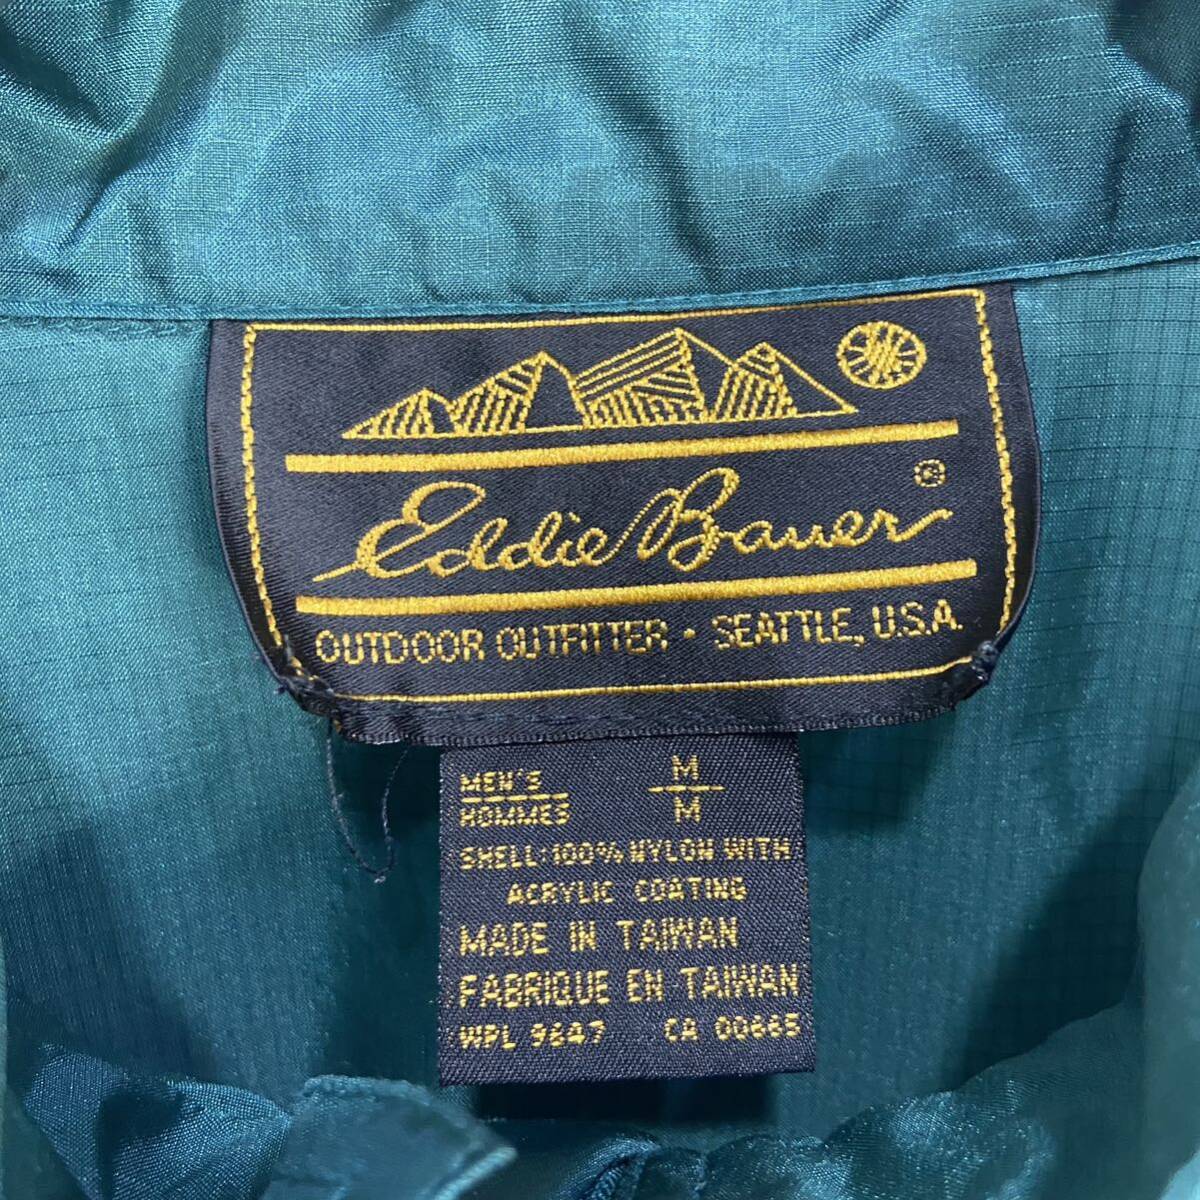 Eddie Bauer®
OUTDOOR OUTFITTER • SEATTLE, U.S.A.
MEN'S M
HOMMES M
SHELL: 100% NYLON WITH
ACRYLIC COATING
MADE IN TAIWAN
FABRIQUE EN TAIWAN
WPL 9647 CA 00665